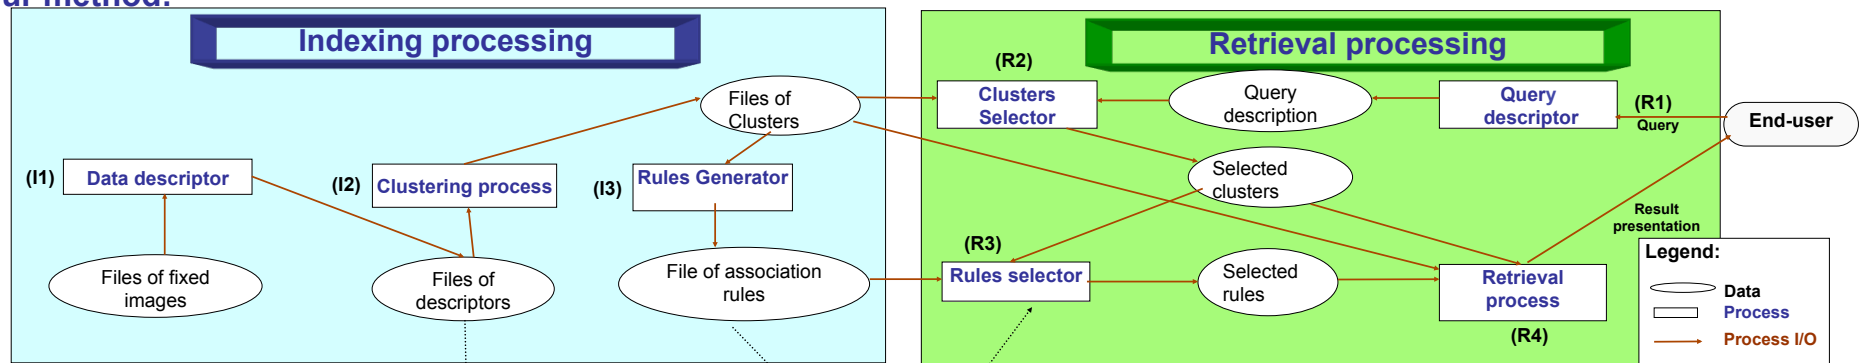 ur method:
Indexing processing
Retrieval processing
(R2)
Files of
Clusters
Clusters
Selector
Query
description
Query
descriptor
(R1)
Query
End-user
(I1)
Data descriptor
(I2)
Clustering process
(I3)
Rules Generator
Selected
clusters
Result
presentation
(R3)
Files of fixed
images
Files of
descriptors
File of association
rules
Rules selector
Selected
rules
Retrieval
process
(R4)
Legend:
Data
Process
Process I/O